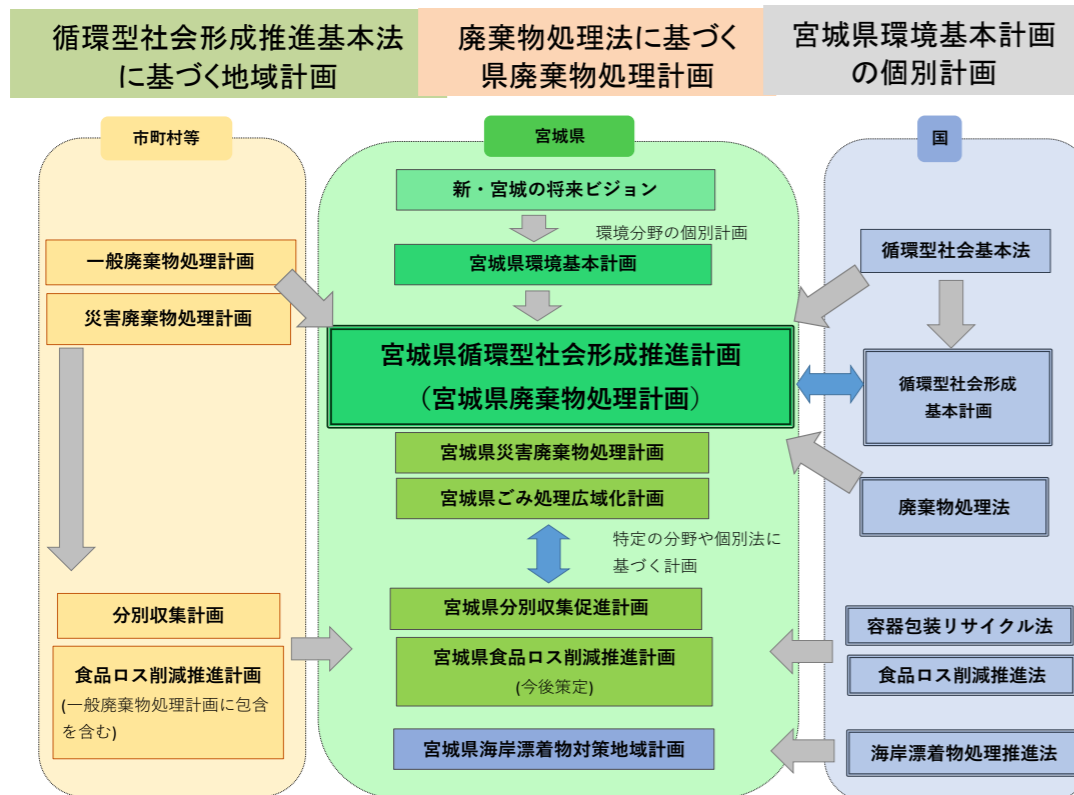 循環型社会形成推進基本法
に基づく地域計画
廃棄物処理法に基づく
県廃棄物処理計画
宮城県環境基本計画
の個別計画
市町村等
一般廃棄物処理計画
災害廃棄物処理計画
分別収集計画
食品ロス削減推進計画
(一般廃棄物処理計画に包含
を含む)
宮城県
新・宮城の将来ビジョン
環境分野の個別計画
宮城県環境基本計画
宮城県循環型社会形成推進計画
（宮城県廃棄物処理計画）
宮城県災害廃棄物処理計画
宮城県ごみ処理広域化計画
特定の分野や個別法に
基づく計画
宮城県分別収集促進計画
宮城県食品ロス削減推進計画
(今後策定)
宮城県海岸漂着物対策地域計画
国
循環型社会基本法
循環型社会形成
基本計画
廃棄物処理法
容器包装リサイクル法
食品ロス削減推進法
海岸漂着物処理推進法